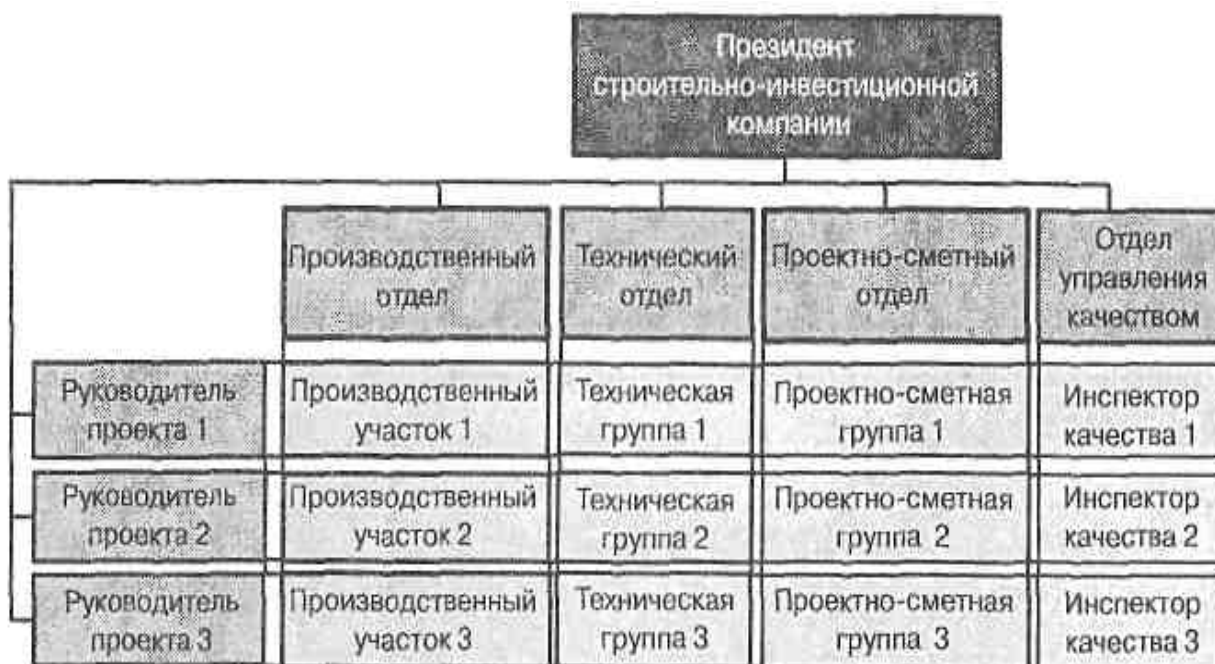 Президент
строительно-инвестиционной
компании
Производственный
отдел
Технический
отдел
Проектно-сметный
отдел
Отдел
управления
качеством
Руководитель
проекта 1
Производственный
участок 1
Техническая
группа 1
Проектно-сметная
группа 1
Инспектор
качества 1
Руководитель
проекта 2
Производственный
участок 2
Техническая
группа 2
Проектно-сметная
группа 2
Инспектор
качества 2
Руководитель
проекта 3
Производственный
участок 3
Техническая
группа 3
Проектно-сметная
группа 3
Инспектор
качества 3